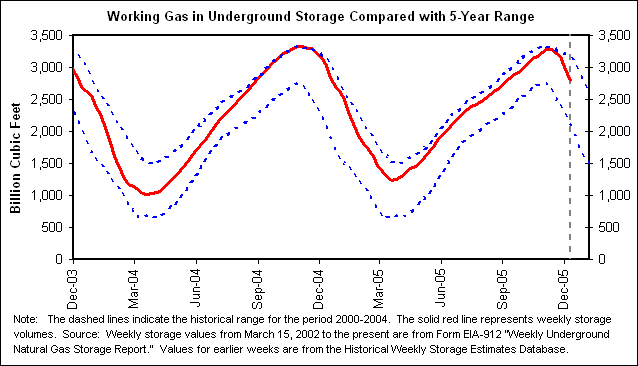 Working Gas in Underground Storage Compared with 5-Year Range
Billion Cubic Feet
3,500
3,000
2,500
2,000
1,500
1,000
500
0
3,500
3,000
2,500
2,000
1,500
1,000
500
0
Dec-03
Mar-04
Jun-04
Sep-04
Dec-04
Mar-05
Jun-05
Sep-05
Dec-05
Note: The dashed lines indicate the historical range for the period 2000-2004. The solid red line represents weekly storage
volumes. Source: Weekly storage values from March 15, 2002 to the present are from Form EIA-912 "Weekly Underground
Natural Gas Storage Report." Values for earlier weeks are from the Historical Weekly Storage Estimates Database.